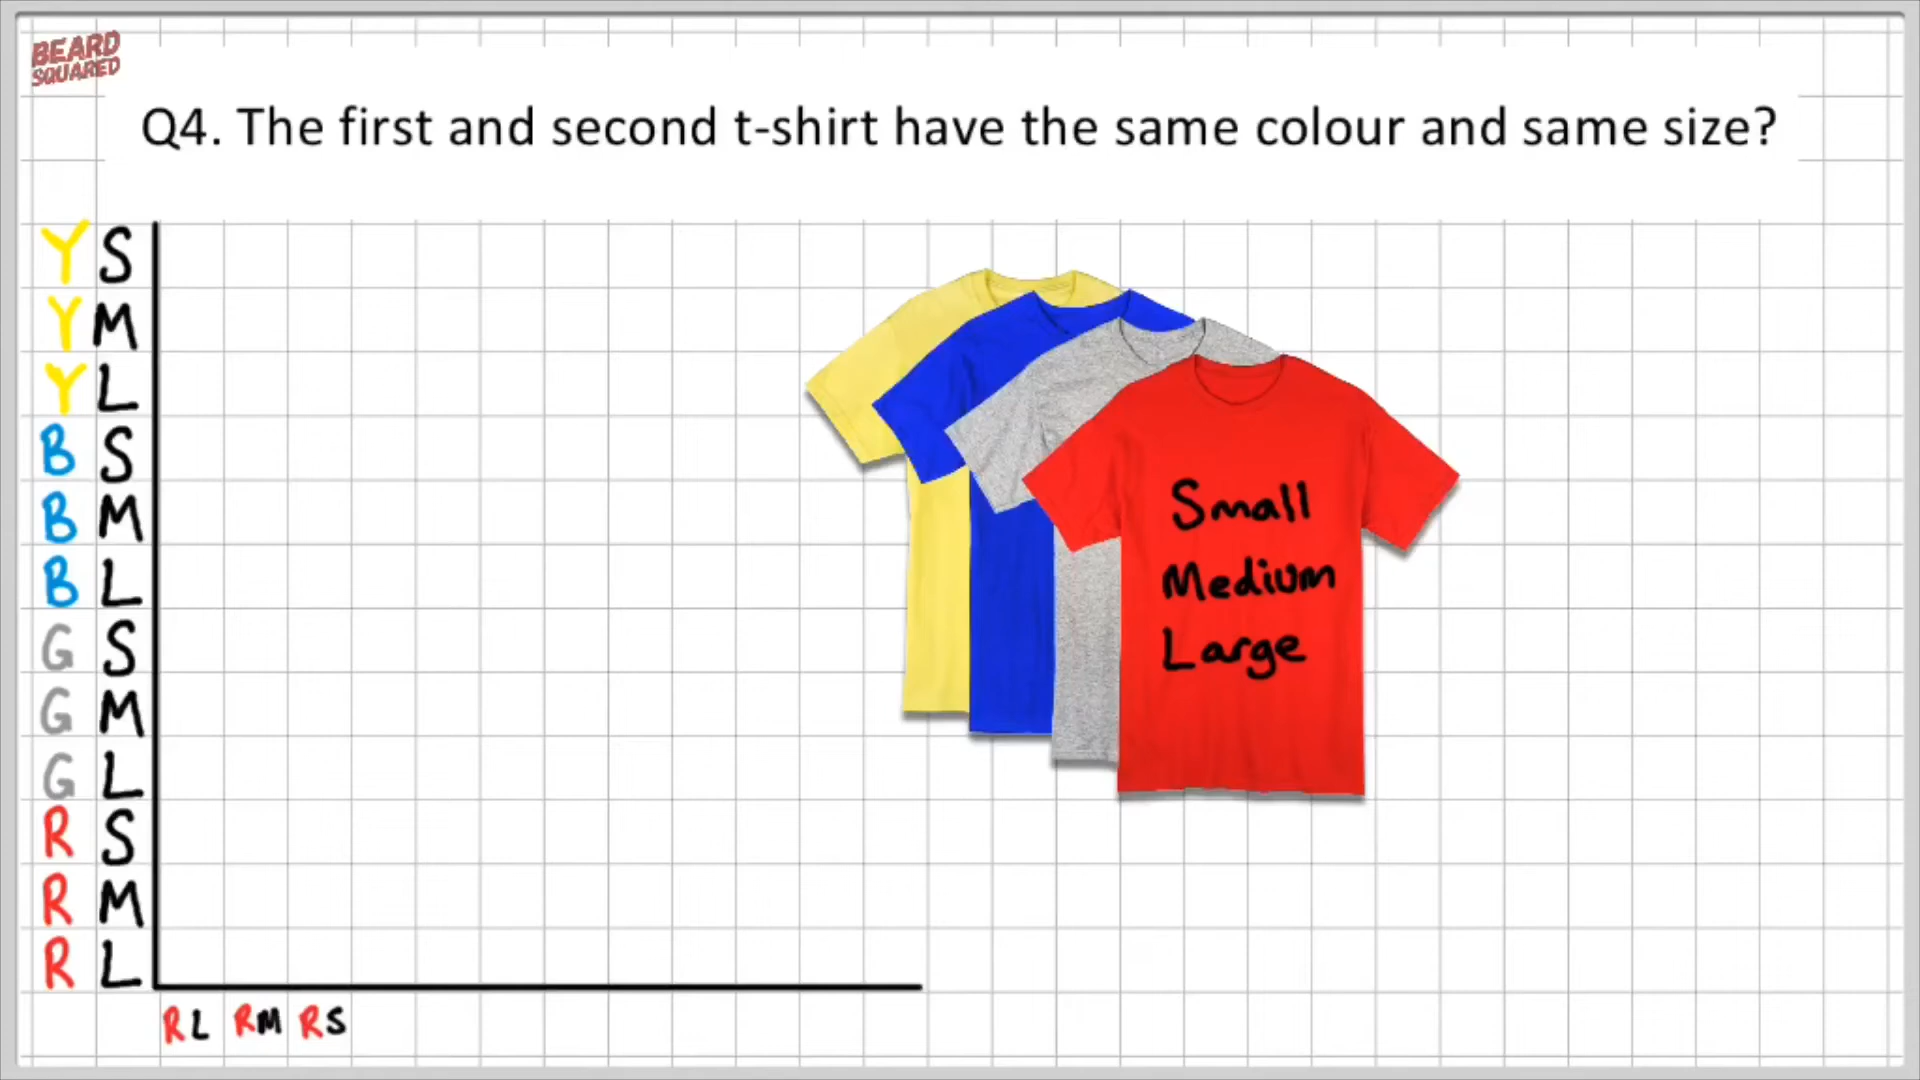 BEARD
SQUARED
Q4. The first and second t-shirt have the same colour and same size?
Y S
Y M
Y L
B S
B M
B L
G S
G M
G L
R S
R M
R L
Small
Medium
Large
RL RM RS